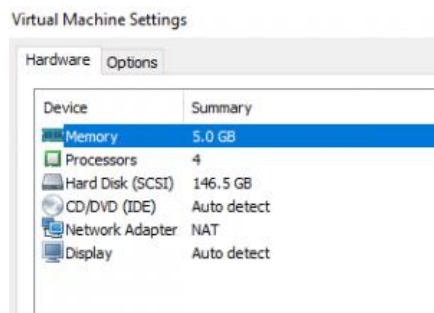 Virtual Machine Settings
Hardware Options
Device Summary
Memory 5.0 GB
Processors 4
Hard Disk (SCSI) 146.5 GB
CD/DVD (IDE) Auto detect
Network Adapter NAT
Display Auto detect